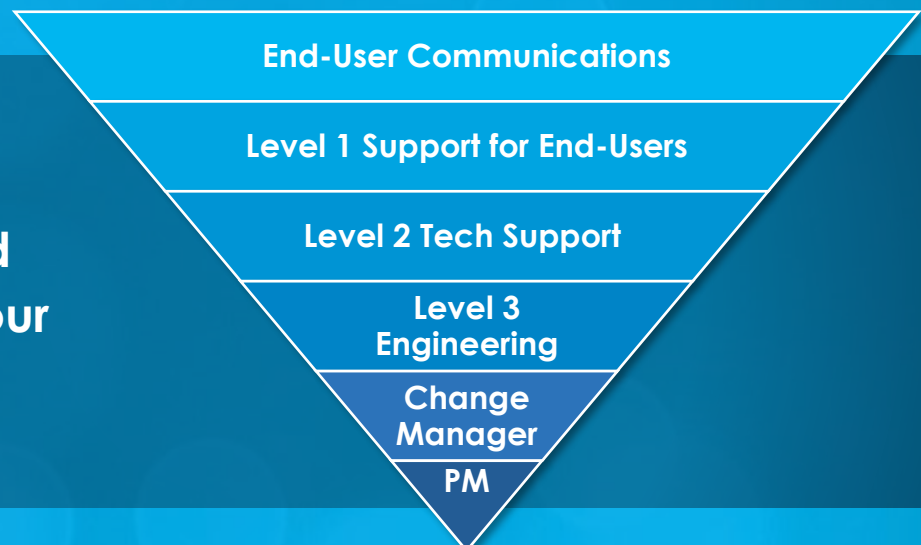 End-User Communications
Level 1 Support for End-Users
Level 2 Tech Support
Level 3
Engineering
Change
Manager
PM